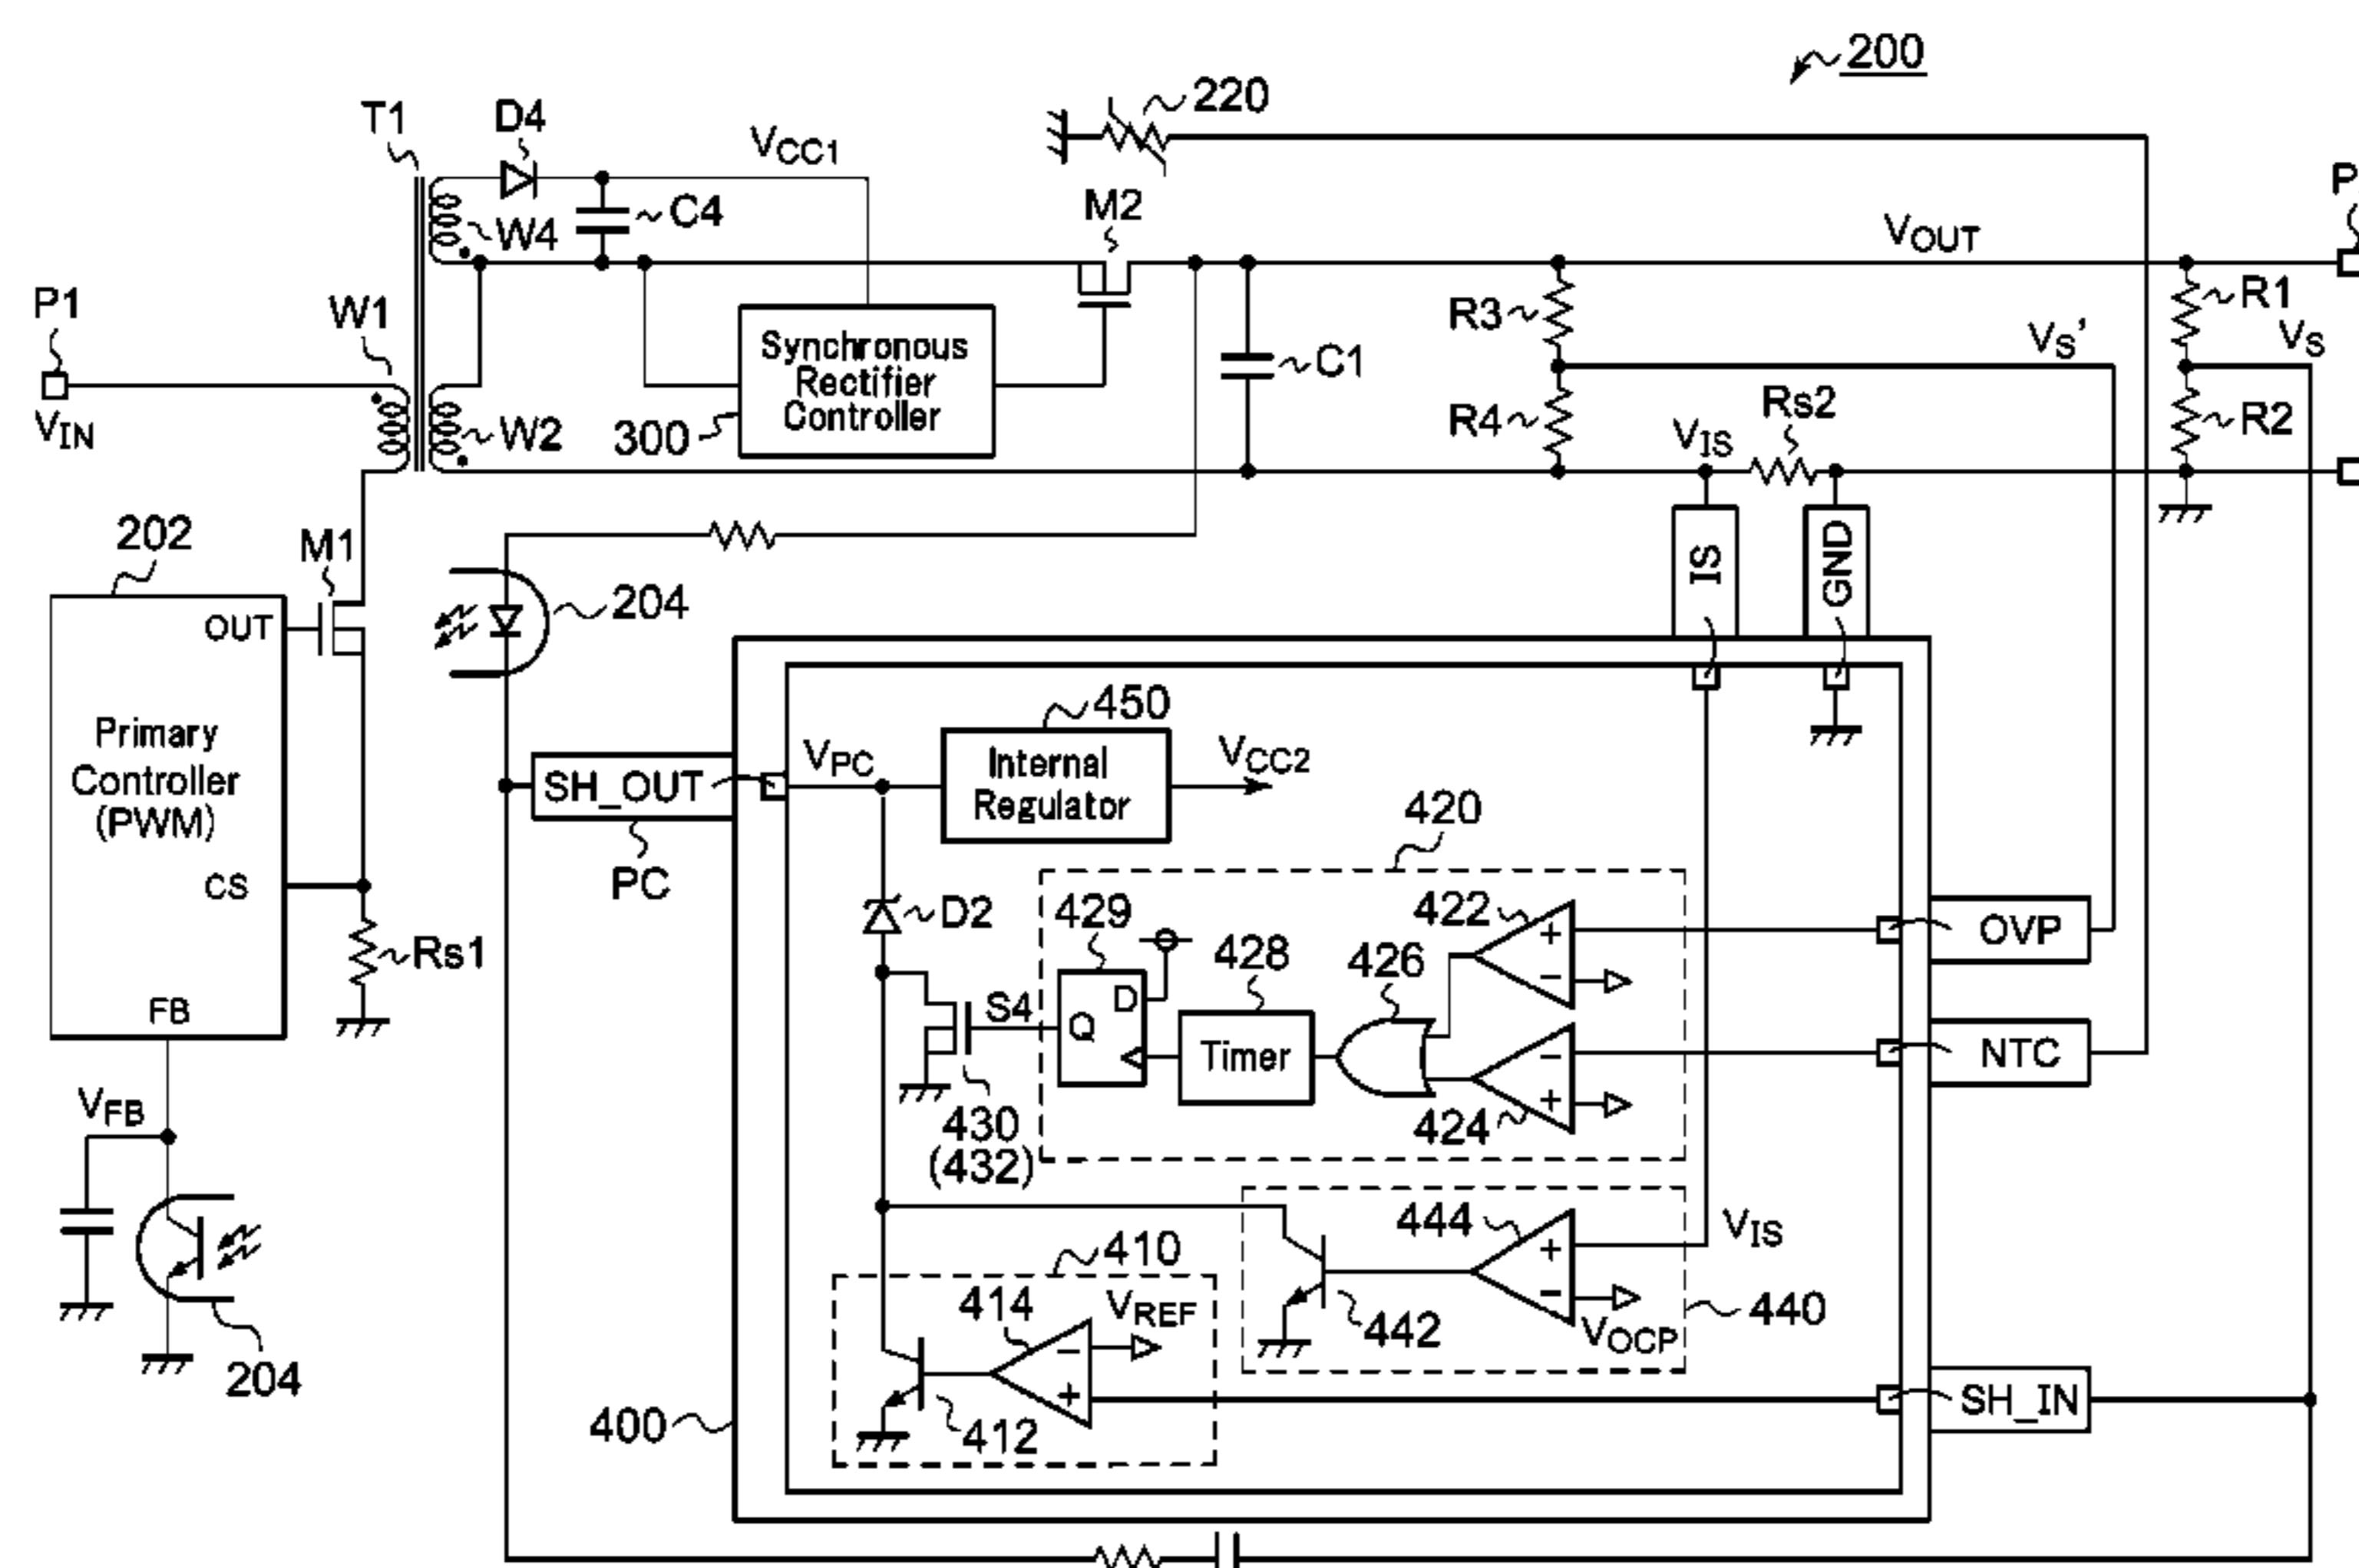 200
220
T1
D4
VCC1
M2
P
C4
W4
VOUT
P1
W1
R3
R1
VS'
VS
Synchronous
Rectifier
Controller
300
C1
VIN
W2
R4
Rs2
R2
VIS
202
M1
OUT
204
IS
GND
450
Primary
Controller
(PWM)
VPC
Internal
Regulator
VCC2
SH_OUT
PC
420
CS
D2
429
422
OVP
Rs1
428
426
+
−
D
FB
S4
Q
Timer
−
+
NTC
VFB
430
(432)
424
444
VIS
+
−
410
414
VREF
440
442
VOCP
−
+
204
400
412
SH_IN